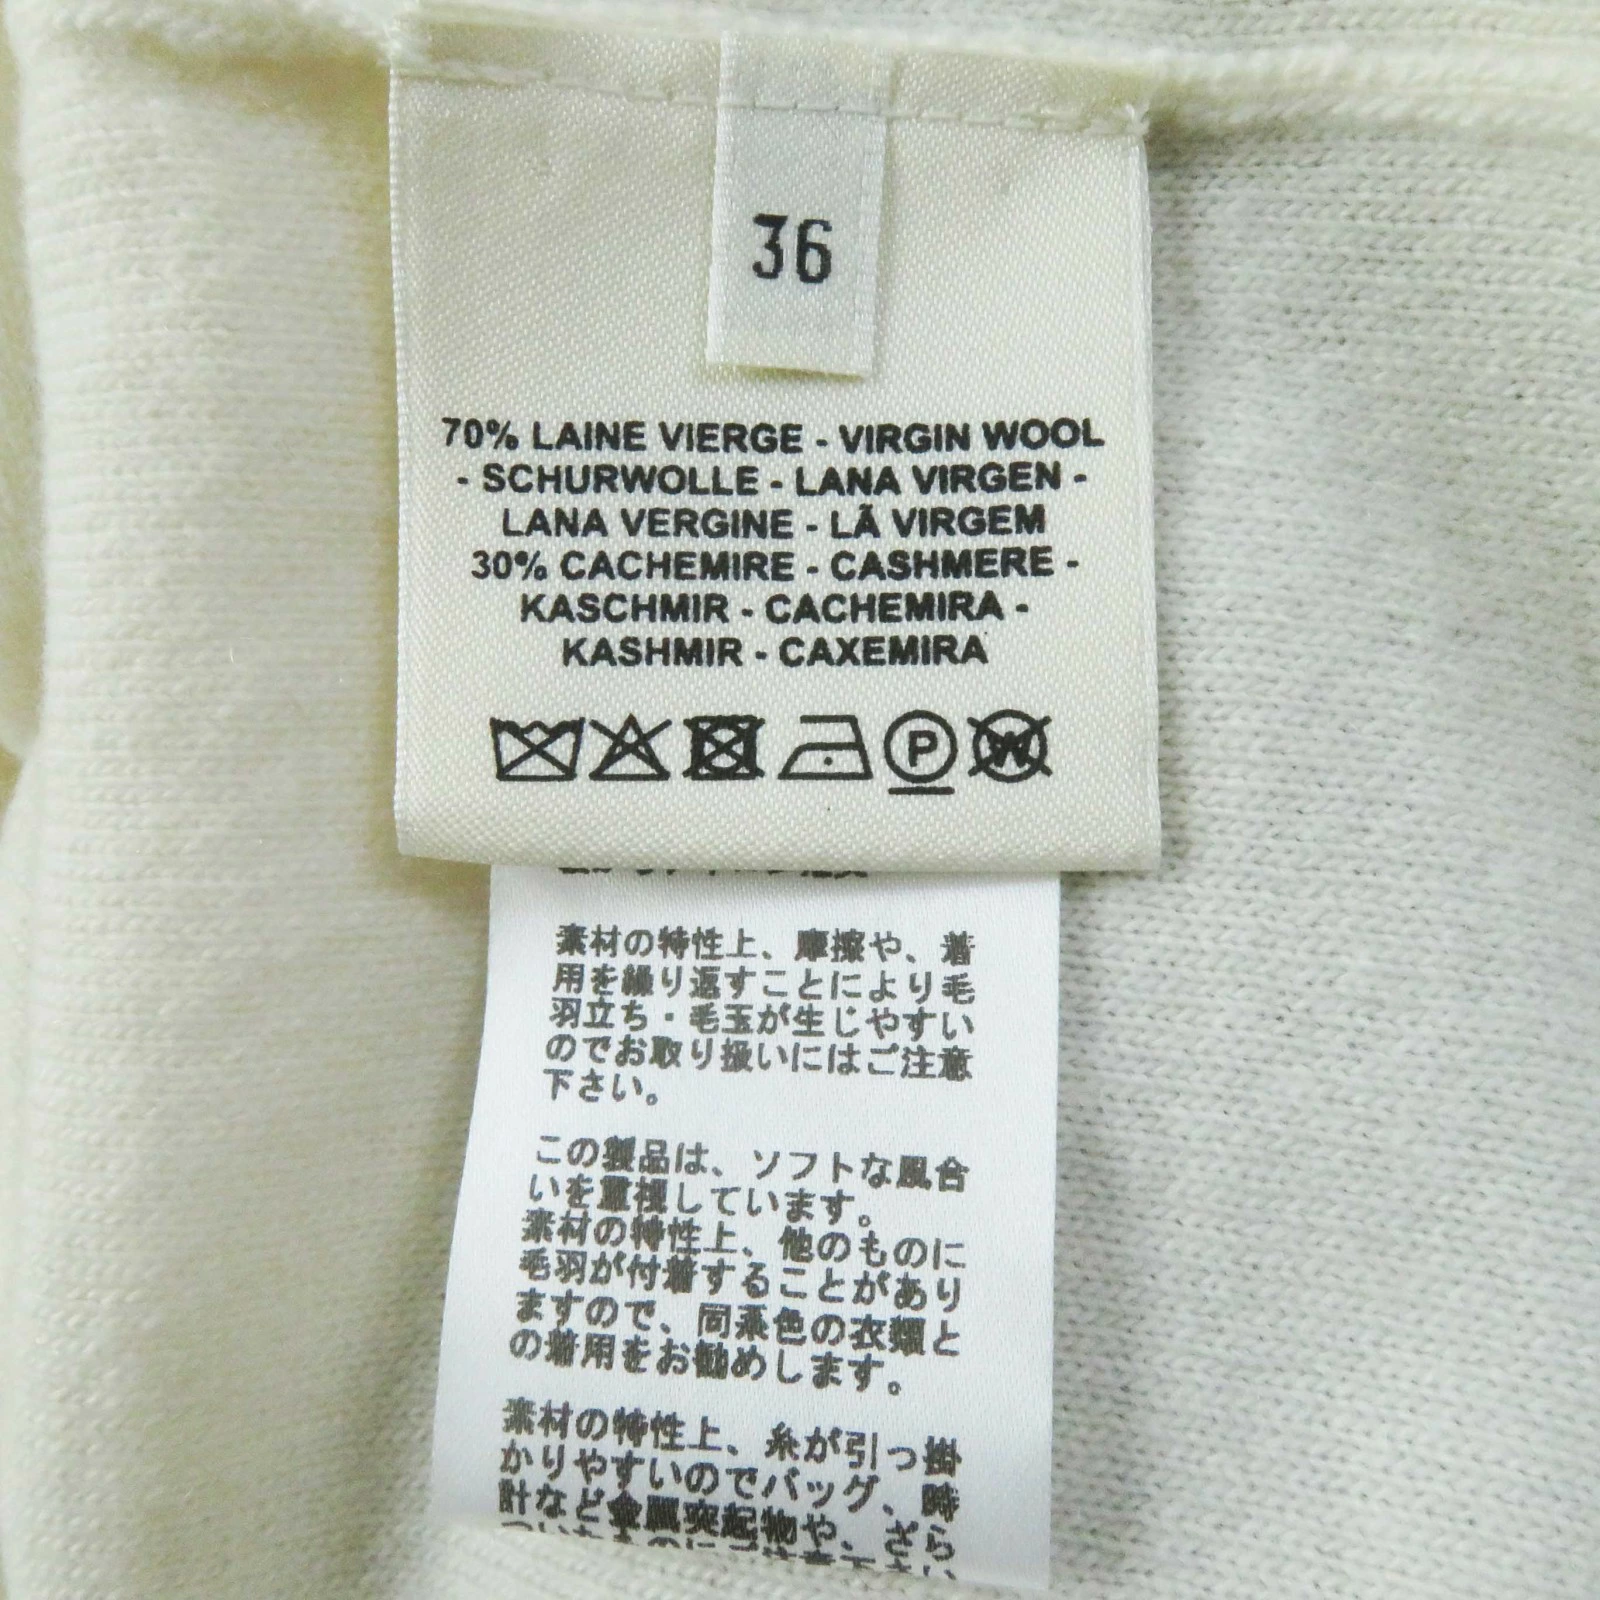 36
70% LAINE VIERGE - VIRGIN WOOL
- SCHURWOLLE - LANA VIRGEN -
LANA VERGINE - LÃ VIRGEM
30% CACHEMIRE - CASHMERE -
KASCHMIR - CACHEMIRA -
KASHMIR - CAXEMIRA
P
W
素材の特性上、摩擦や、着
用を繰り返すことにより毛
羽立ち・毛玉が生じやすい
のでお取り扱いにはご注意
下さい。
この製品は、ソフトな風合
いを重視しています。
素材の特性上、他のものに
毛羽が付着することがあり
ますので、同系色の衣類と
の着用をお勧めします。
素材の特性上、糸が引っ掛
かりやすいのでバッグ、時
計など金属突起物や、ざら